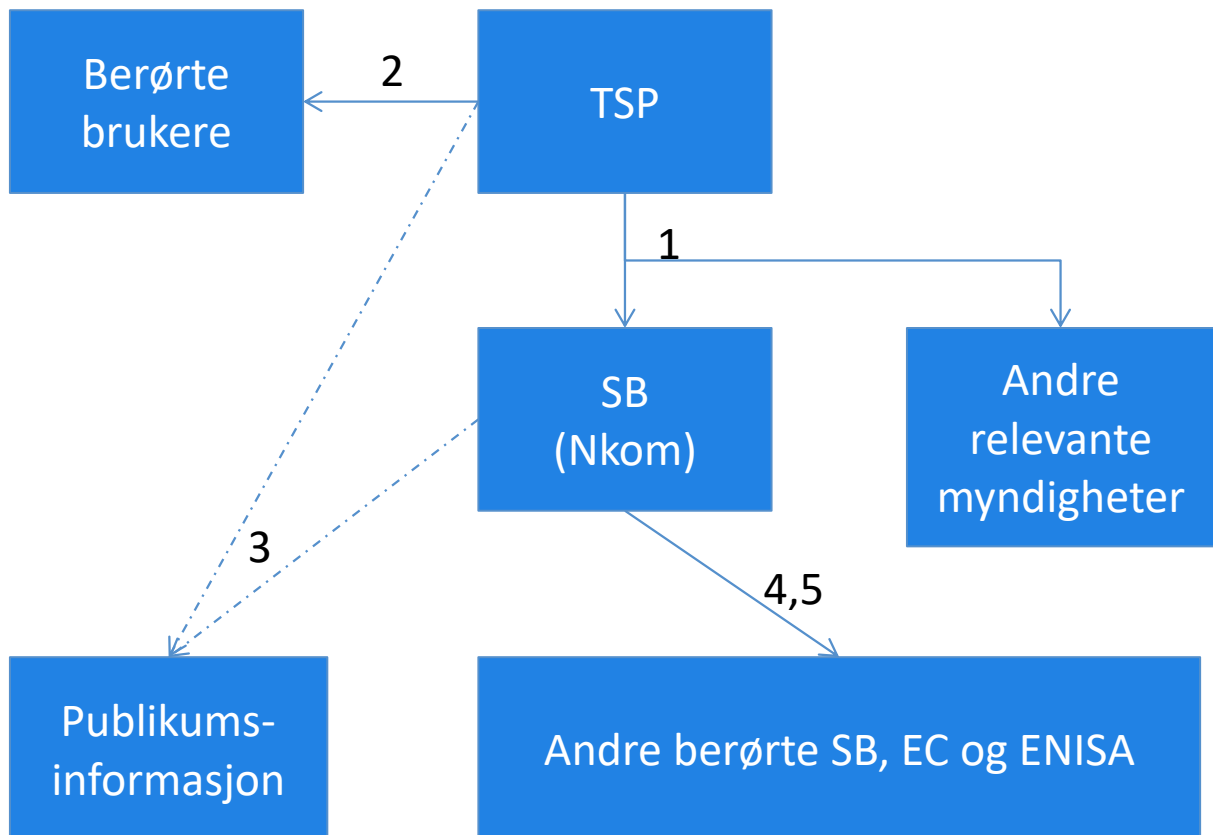 Berørte
brukere
2
TSP
1
SB
(Nkom)
Andre
relevante
myndigheter
3
4,5
Publikums-
informasjon
Andre berørte SB, EC og ENISA